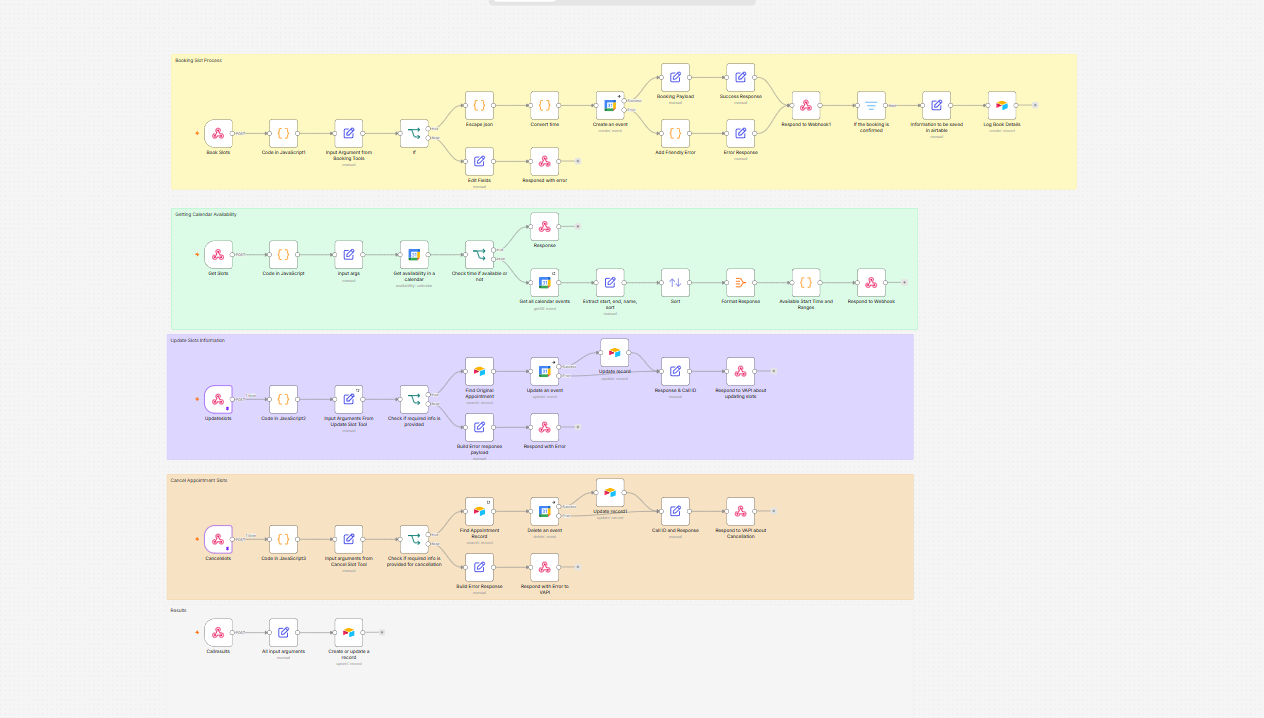 Booking Slot Process
Book Slots
POST
Code in JavaScript1
Input Argument from
Booking Tools
manual
If
true
false
Escape json
Convert time
Create an event
create: event
Success
Error
Booking Payload
manual
Success Response
manual
Add Friendly Error
Error Response
manual
Edit Fields
manual
Respond with error
Respond to Webhook1
If the booking is
confirmed
Information to be saved
in airtable
manual
Log Book Details
create: record
Getting Calendar Availability
Get Slots
POST
Code in JavaScript
Input args
manual
Get availability in a
calendar
availability: calendar
Check time if available or
not
true
false
Response
Get all calendar events
getAll: event
Extract start, end, name,
sort
manual
Sort
Format Response
Available Start Time and
Ranges
Respond to Webhook
Update Slots Information
Updateslots
POST
1 item
Code in JavaScript2
Input Arguments From
Update Slot Tool
manual
Check if required info is
provided
true
false
Find Original
Appointment
search: record
Update an event
update: event
Success
Error
Update record
update: record
Response & Call ID
manual
Respond to VAPI about
updating slots
Build Error response
payload
manual
Respond with Error
Cancel Appointment Slots
Cancelslots
POST
1 item
Code in JavaScript3
Input arguments from
Cancel Slot Tool
manual
Check if required info is
provided for cancellation
true
false
Find Appointment
Record
search: record
Delete an event
delete: event
Success
Error
Update record1
update: record
Call ID and Response
manual
Respond to VAPI about
Cancellation
Build Error Response
manual
Respond with Error to
VAPI
Results
Callresults
POST
All input arguments
manual
Create or update a
record
upsert: record